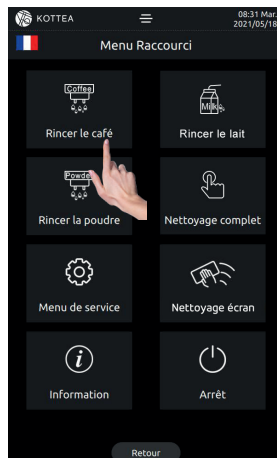 KOTTEA
08:31 Mar.
2021/05/18
Menu Raccourci
Coffee
Milk
Rincer le café
Rincer le lait
Powder
Rincer la poudre
Nettoyage complet
Menu de service
Nettoyage écran
Information
Arrêt
Retour